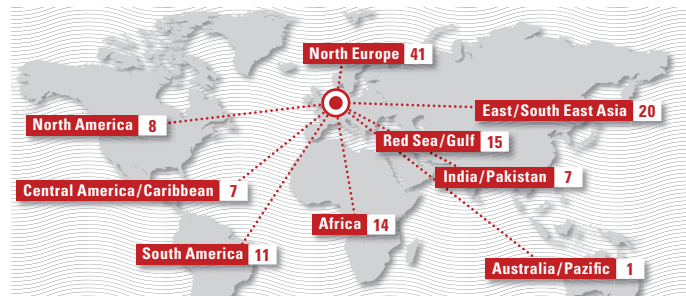 North Europe 41
East/South East Asia 20
North America 8
Red Sea/Gulf 15
India/Pakistan 7
Central America/Caribbean 7
Africa 14
South America 11
Australia/Pazific 1